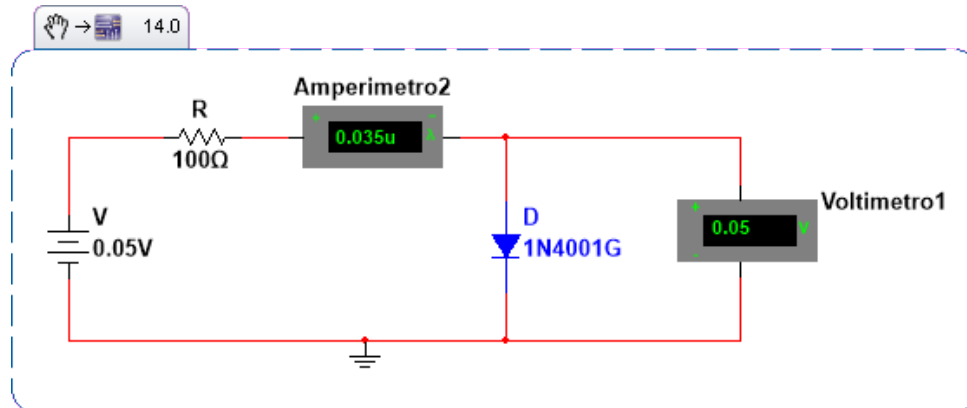 14.0
Amperimetro2
R
+ -
0.035u A
100Ω
V
0.05V
D
1N4001G
Voltimetro1
+
0.05 V
-